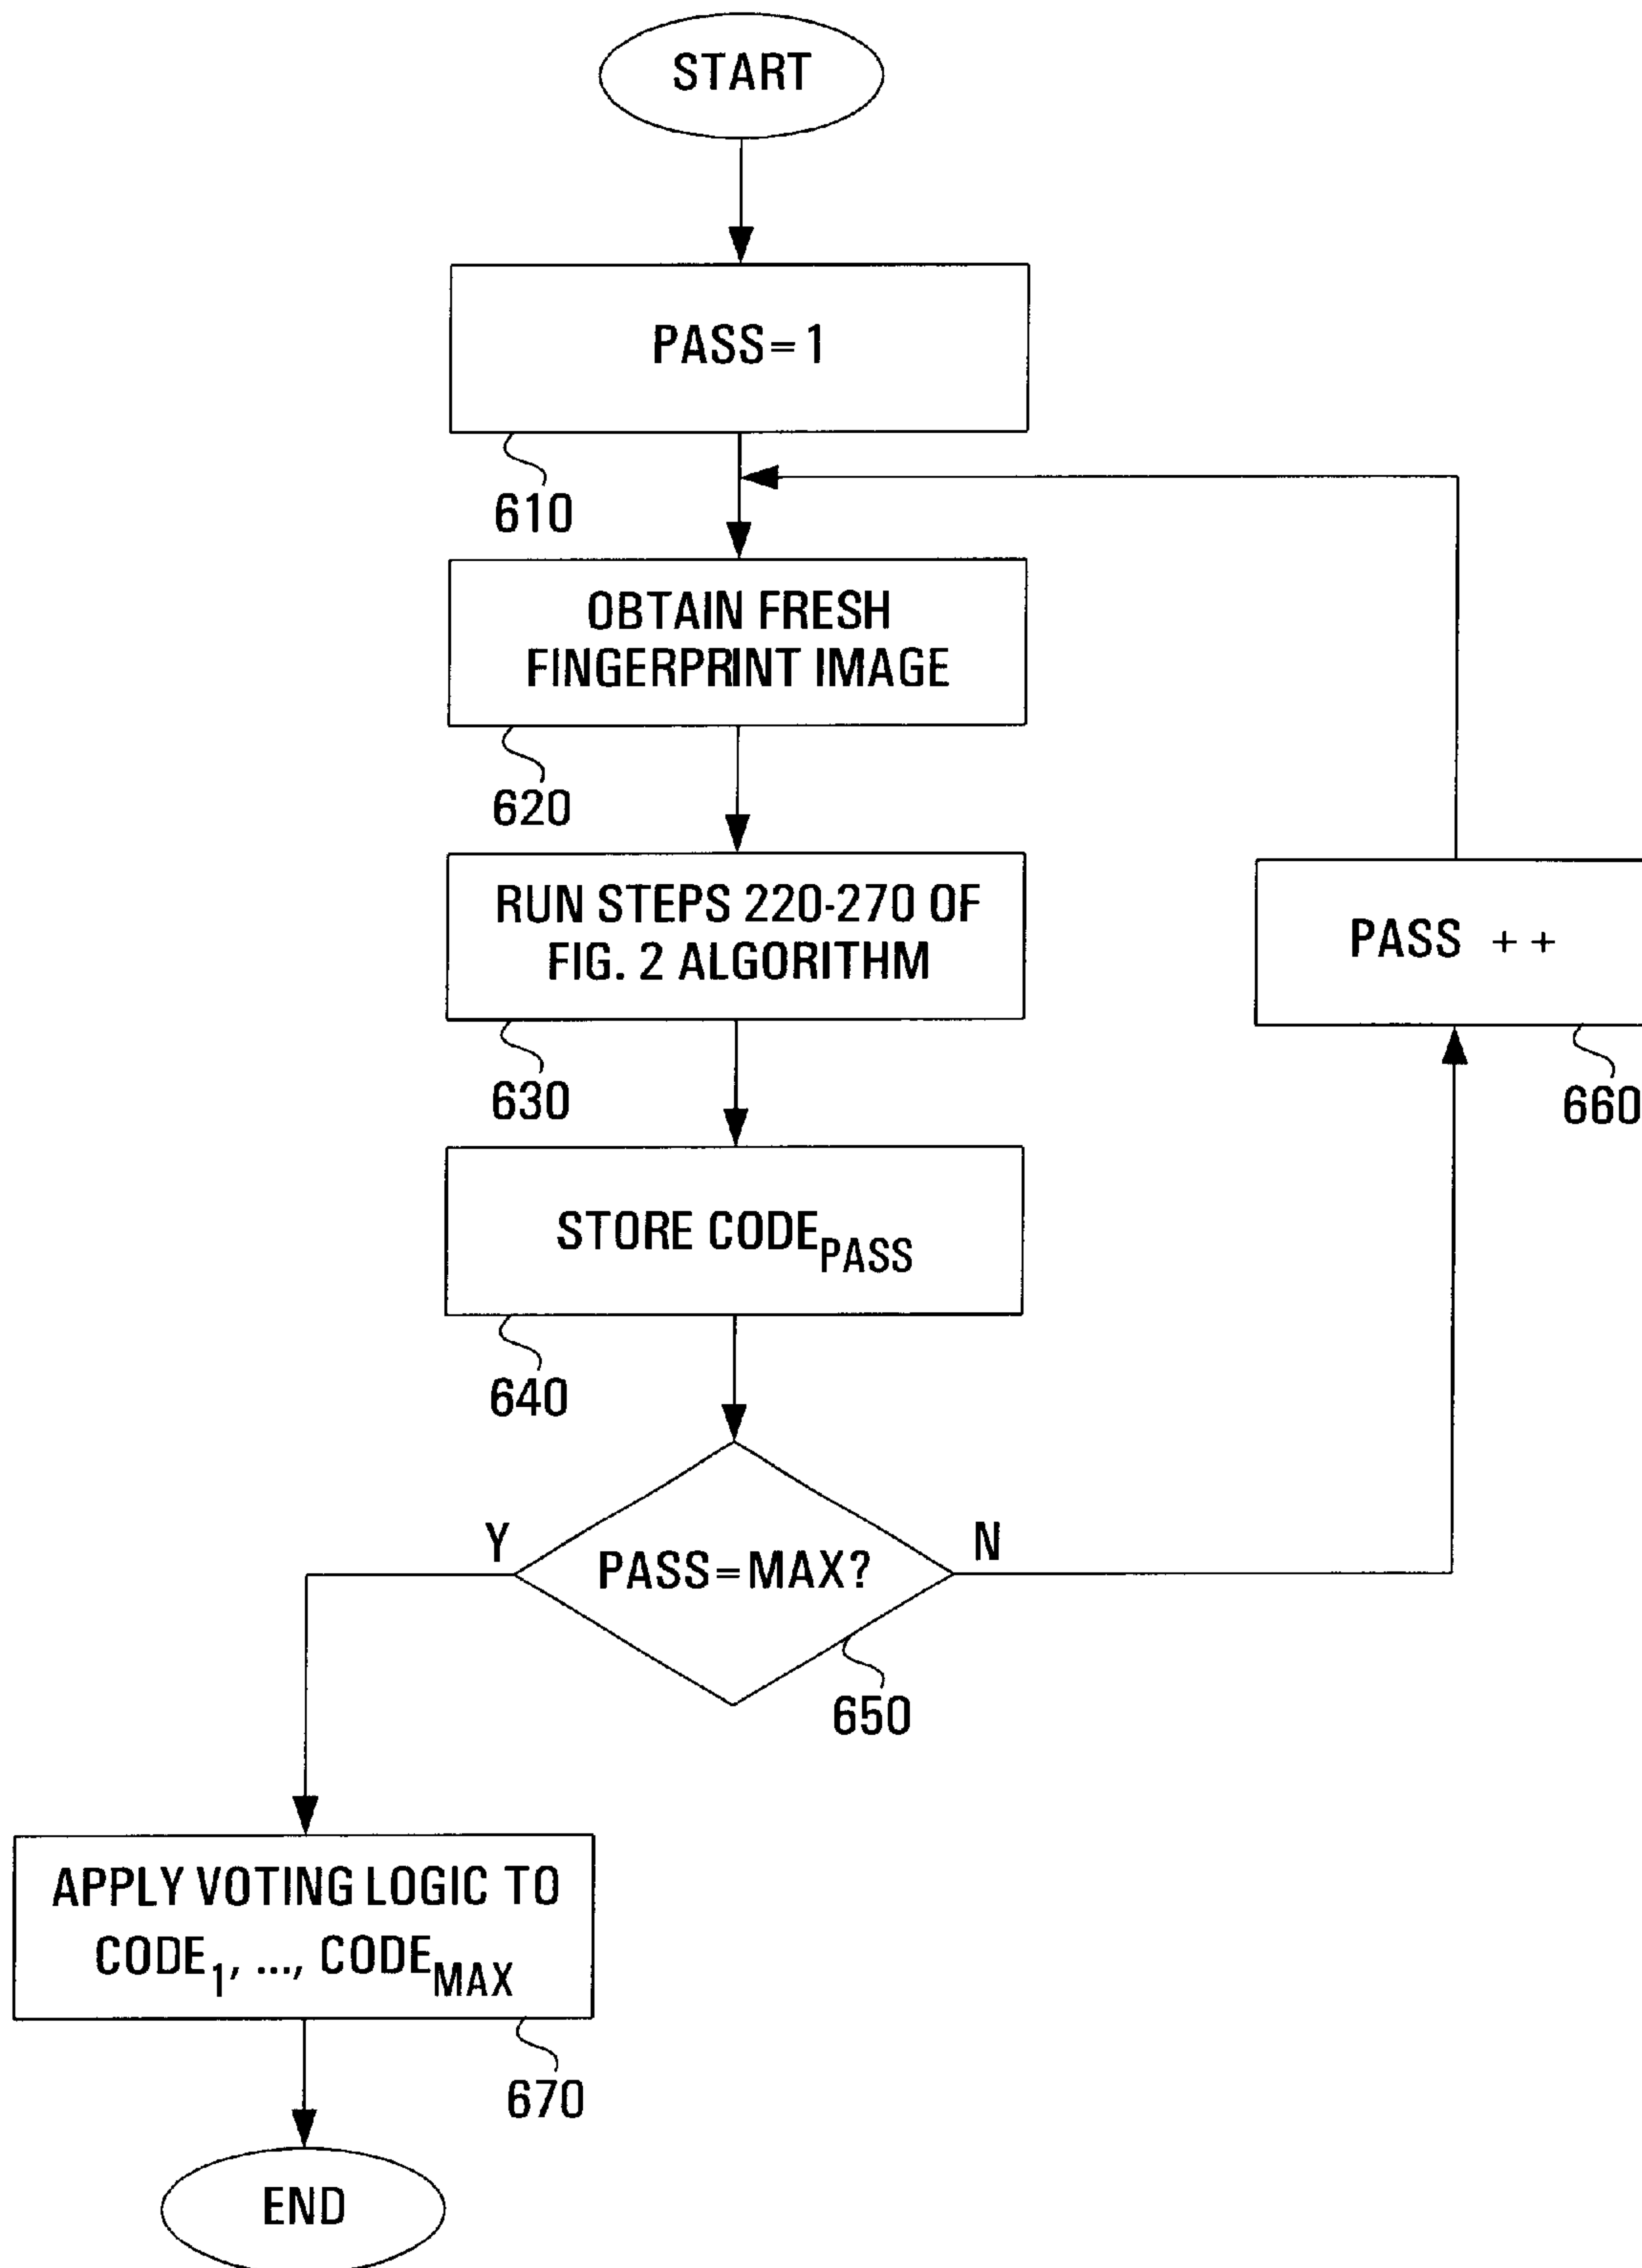 START
PASS=1
610
OBTAIN FRESH
FINGERPRINT IMAGE
620
RUN STEPS 220-270 OF
FIG. 2 ALGORITHM
630
PASS ++
660
STORE CODE_PASS
640
Y
PASS=MAX?
N
650
APPLY VOTING LOGIC TO
CODE_1, ..., CODE_MAX
670
END